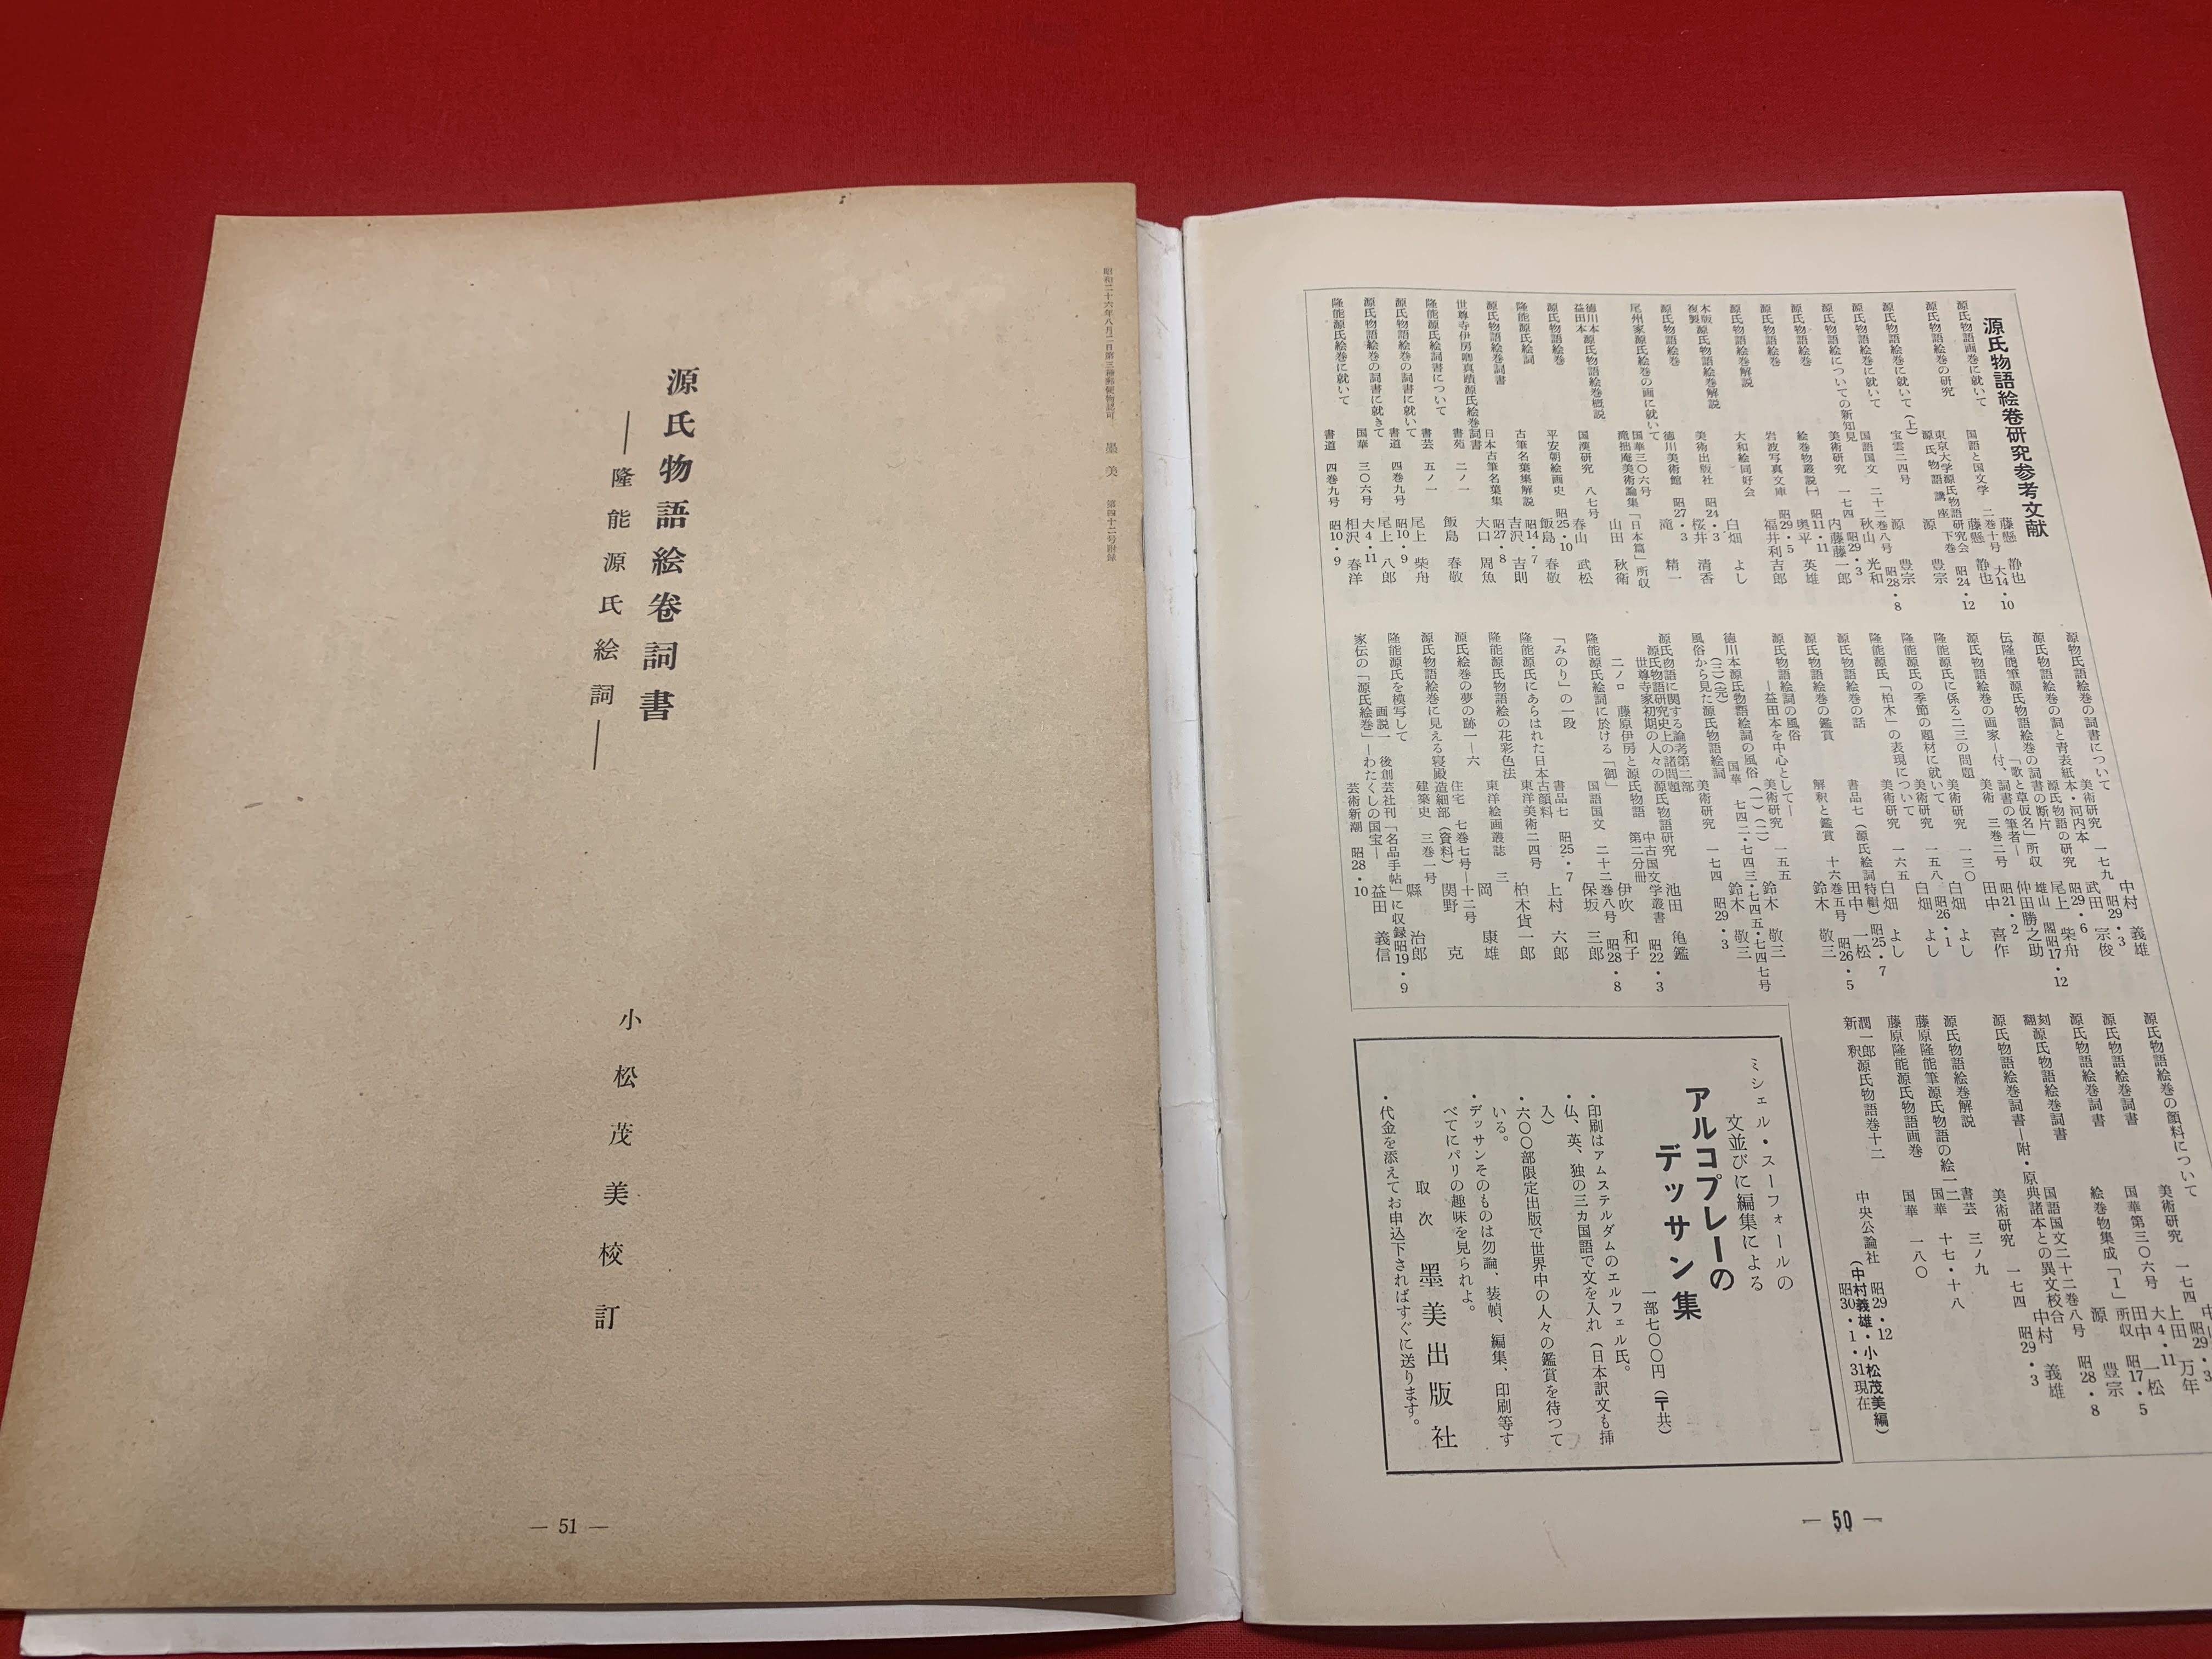 源氏物語絵巻研究参考文献
源氏物語画巻に就いて 国語と国文学 二巻十号 藤懸 静也 大14・10
源氏物語絵巻の研究 東京大学源氏物語研究会 源氏物語講座下巻 藤懸 静也 昭24・12
源氏物語絵巻に就いて(上) 宝雲二四号 源 豊宗
源氏物語絵巻に就いて 国語国文 二十二巻八号 源 豊宗 昭28・8
源氏物語絵についての新知見 美術研究 一七四 秋山 光和 昭29・3
源氏物語絵巻 絵巻物叢説(一) 内藤藤一郎
源氏物語絵巻 岩波写真文庫 奥平 英雄
源氏物語絵巻解説 大和絵同好会 福井利吉郎
木版複製 源氏物語絵巻解説 美術出版社 昭24・3 白畑 よし
源氏物語絵巻 徳川美術館 昭27・3 桜井 清香
尾州家源氏絵巻の画に就いて 国華三〇六号 滝 精一
滝拙庵美術論集「日本篇」所収
徳川本益田本 源氏物語絵巻概説 国漢研究 八七号 山田 秋衛
源氏物語絵巻 平安朝絵画史 春山 武松 昭25・10
隆能源氏絵詞 古筆名葉集解説 飯島 春敬
源氏物語絵巻詞書 日本古筆名葉集 吉沢 吉則
世尊寺伊房卿真蹟源氏絵巻詞書 書苑 二ノ一 大口 周魚
隆能源氏絵詞書について 書芸 五ノ一 飯島 春敬
源氏物語絵巻の詞書に就いて 書道 四巻九号 尾上 柴舟 昭10・9
源氏物語絵巻の詞書に就きて 国華 三〇六号 尾上 八郎 大4・11
隆能源氏絵巻に就いて 書道 四巻九号 相沢 春洋 昭10・9
源物氏語絵巻の詞書について 美術研究 一七九 中村 義雄 昭29・3
源氏物語絵巻の詞と青表紙本・河内本 源氏物語の研究 武田 宗俊 昭29・6
伝隆能筆源氏物語絵巻の詞書の断片 「歌と草仮名」所収 尾上 柴舟 雄山閣昭17・12
源氏物語絵巻の画家―付、詞書の筆者― 美術 三巻二号 仲田勝之助 昭21・2
隆能源氏に係る二三の問題 美術研究 一三〇 田中 喜作
隆能源氏の季節の題材に就いて 美術研究 一五八 白畑 よし 昭26・1
隆能源氏「柏木」の表現について 美術研究 一六五 白畑 よし
源氏物語絵巻の話 書品七(源氏絵詞特輯) 田中 一松 昭25・7
源氏物語絵巻の鑑賞 解釈と鑑賞 十六巻五号 鈴木 敬三 昭26・5
源氏物語絵詞の風俗 ―益田本を中心として― 美術研究 一五五 鈴木 敬三
徳川本源氏物語絵詞の風俗(一)(二)(三)(完) 国華 七四二・七四三・七四五・七四七号 鈴木 敬三
風俗から見た源氏物語絵詞 美術研究 一七四 昭29・3
源氏物語に関する論考第二部
源氏物語研究史上の諸問題 中古国文学叢書 池田 亀鑑 昭22・3
世尊寺家初期の人々の源氏物語研究
二ノロ 藤原伊房と源氏物語 第二分冊 伊吹 和子
隆能源氏絵詞に於ける「御」 国語国文 二十二巻八号 昭28・8
「みのり」の一段 書品七 昭25・7 保坂 三郎
隆能源氏にあらはれた日本古顔料 東洋美術二四号 上村 六郎
隆能源氏物語絵の花彩色法 東洋絵画叢誌 三 柏木貨一郎
源氏絵巻の夢の跡一―六 住宅 七巻七号―十二号 岡 康雄
源氏物語絵巻に見える寝殿造細部(資料) 建築史 三巻一号 関野 克
隆能源氏を模写して 画説一 後創芸社刊「名品手帖」に収録昭19・9 縣 治郎
家伝の「源氏絵巻」―わたくしの国宝― 芸術新潮 昭28・10 益田 義信
源氏物語絵巻の顔料について 美術研究 一七四 昭29・3
源氏物語絵巻詞書 国華第三〇六号 上田 万年 大4・11
源氏物語絵巻詞書 絵巻物集成「1」所収 田中 一松 昭17・5
翻刻 源氏物語絵巻詞書 国語国文二十二巻八号 源 豊宗 昭28・8
源氏物語絵巻詞書―附・原典諸本との異文校合 美術研究 一七四 中村 義雄 昭29・3
源氏物語絵巻解説 書芸 三ノ九
藤原隆能筆源氏物語の絵一二 国華 十七・十八
藤原隆能源氏物語画巻 国華 一八〇
潤一郎新釈 源氏物語巻十二 中央公論社 昭29・12
(中村義雄・小松茂美編)
昭30・1・31現在
ミシェル・スーフォールの
文並びに編集による
アルコプレーの
デッサン集
一部七〇〇円(〒共)
・印刷はアムステルダムのエルフェル氏。
・仏、英、独の三カ国語で文を入れ(日本訳文も挿
入)
・六〇〇部限定出版で世界中の人々の鑑賞を待つて
いる。
・デッサンそのものは勿論、装幀、編集、印刷等す
べてにパリの趣味を見られよ。
取次 墨美出版社
・代金を添えてお申込下さればすぐに送ります。
― 50 ―
昭和二十六年八月二日第三種郵便物認可 墨美 第四十二号附録
源氏物語絵巻詞書
―隆能源氏絵詞―
小松茂美校訂
― 51 ―